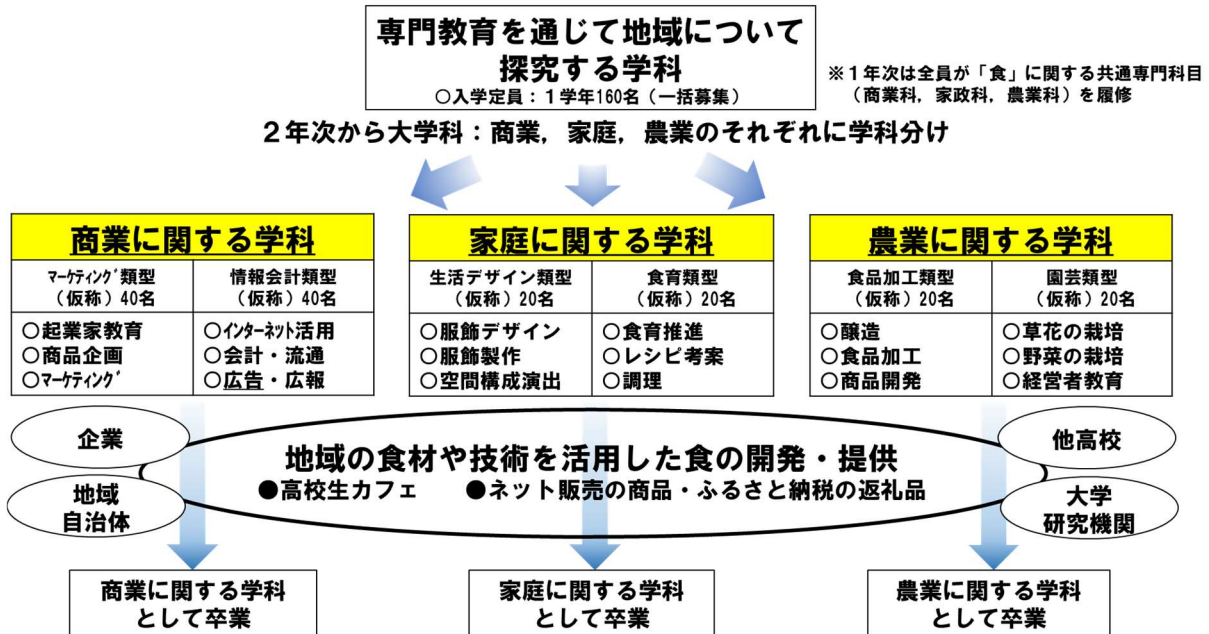 専門教育を通じて地域について
探究する学科
○入学定員：１学年160名（一括募集）
※１年次は全員が「食」に関する共通専門科目
（商業科，家政科，農業科）を履修
２年次から大学科：商業，家庭，農業のそれぞれに学科分け
商業に関する学科
ﾏｰｹﾃｨﾝｸﾞ類型
（仮称）40名
情報会計類型
（仮称）40名
○起業家教育
○商品企画
○ﾏｰｹﾃｨﾝｸﾞ
○ｲﾝﾀｰﾈｯﾄ活用
○会計・流通
○広告・広報
家庭に関する学科
生活デザイン類型
（仮称）20名
食育類型
（仮称）20名
○服飾デザイン
○服飾製作
○空間構成演出
○食育推進
○レシピ考案
○調理
農業に関する学科
食品加工類型
（仮称）20名
園芸類型
（仮称）20名
○醸造
○食品加工
○商品開発
○草花の栽培
○野菜の栽培
○経営者教育
企業
地域
自治体
地域の食材や技術を活用した食の開発・提供
●高校生カフェ　●ネット販売の商品・ふるさと納税の返礼品
他高校
大学
研究機関
商業に関する学科
として卒業
家庭に関する学科
として卒業
農業に関する学科
として卒業